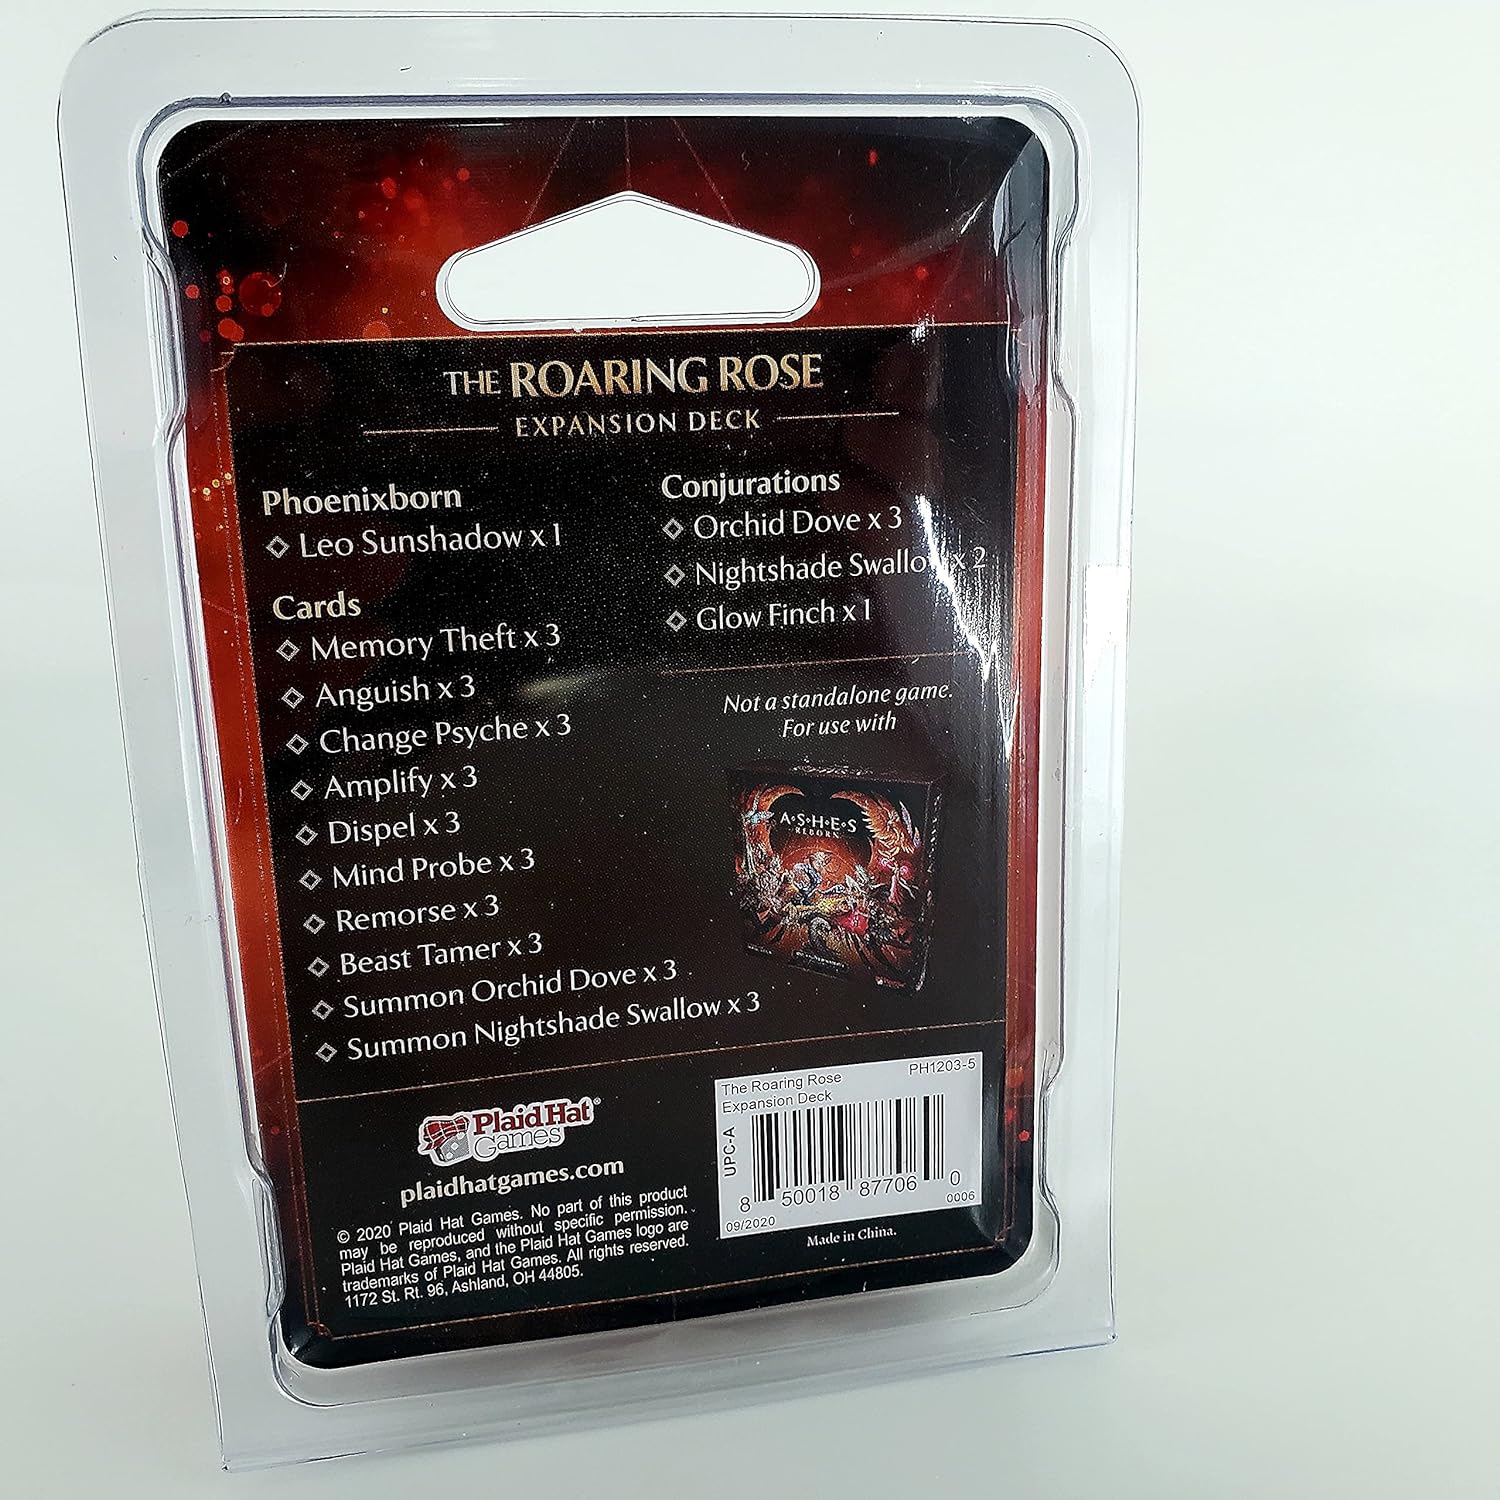 THE ROARING ROSE
EXPANSION DECK
Phoenixborn
Leo Sunshadow x 1
Cards
Memory Theft x 3
Anguish x 3
Change Psyche x 3
Amplify x 3
Dispel x 3
Mind Probe x 3
Remorse x 3
Beast Tamer x 3
Summon Orchid Dove x 3
Summon Nightshade Swallow x 3
Conjurations
Orchid Dove x 3
Nightshade Swallow x 2
Glow Finch x 1
Not a standalone game.
For use with
A•S•H•E•S
REBORN
Plaid Hat®
Games
plaidhatgames.com
© 2020 Plaid Hat Games. No part of this product
may be reproduced without specific permission.
Plaid Hat Games, and the Plaid Hat Games logo are
trademarks of Plaid Hat Games. All rights reserved.
1172 St. Rt. 96, Ashland, OH 44805.
The Roaring Rose PH1203-5
Expansion Deck
UPC-A
8 50018 87706 0
09/2020 0006
Made in China.